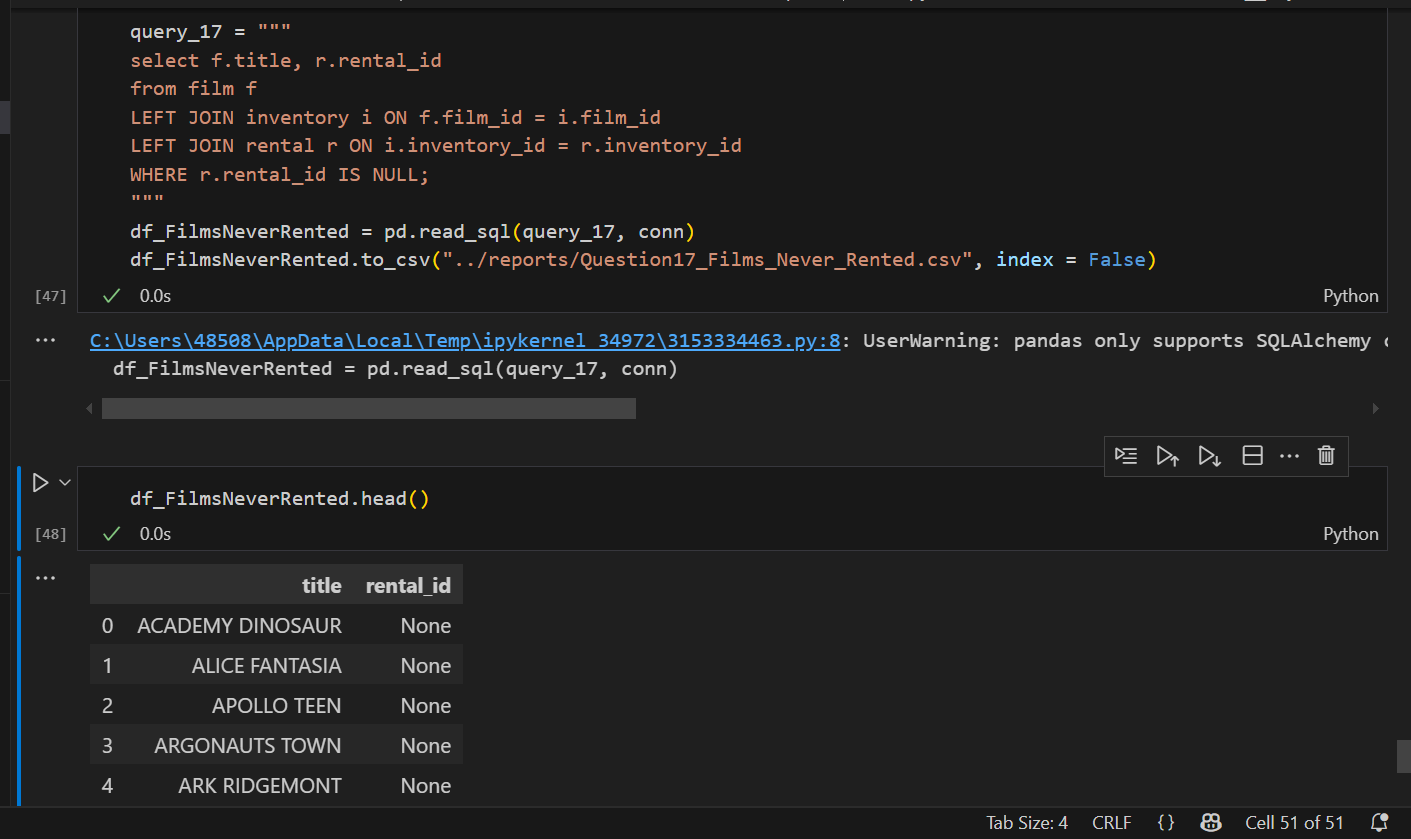 query_17 = """
select f.title, r.rental_id
from film f
LEFT JOIN inventory i ON f.film_id = i.film_id
LEFT JOIN rental r ON i.inventory_id = r.inventory_id
WHERE r.rental_id IS NULL;
"""
df_FilmsNeverRented = pd.read_sql(query_17, conn)
df_FilmsNeverRented.to_csv("../reports/Question17_Films_Never_Rented.csv", index = False)
[47] 0.0s Python
C:\Users\48508\AppData\Local\Temp\ipykernel_34972\3153334463.py:8: UserWarning: pandas only supports SQLAlchemy
df_FilmsNeverRented = pd.read_sql(query_17, conn)
df_FilmsNeverRented.head()
[48] 0.0s Python
title rental_id
0 ACADEMY DINOSAUR None
1 ALICE FANTASIA None
2 APOLLO TEEN None
3 ARGONAUTS TOWN None
4 ARK RIDGEMONT None
Tab Size: 4 CRLF {} Cell 51 of 51